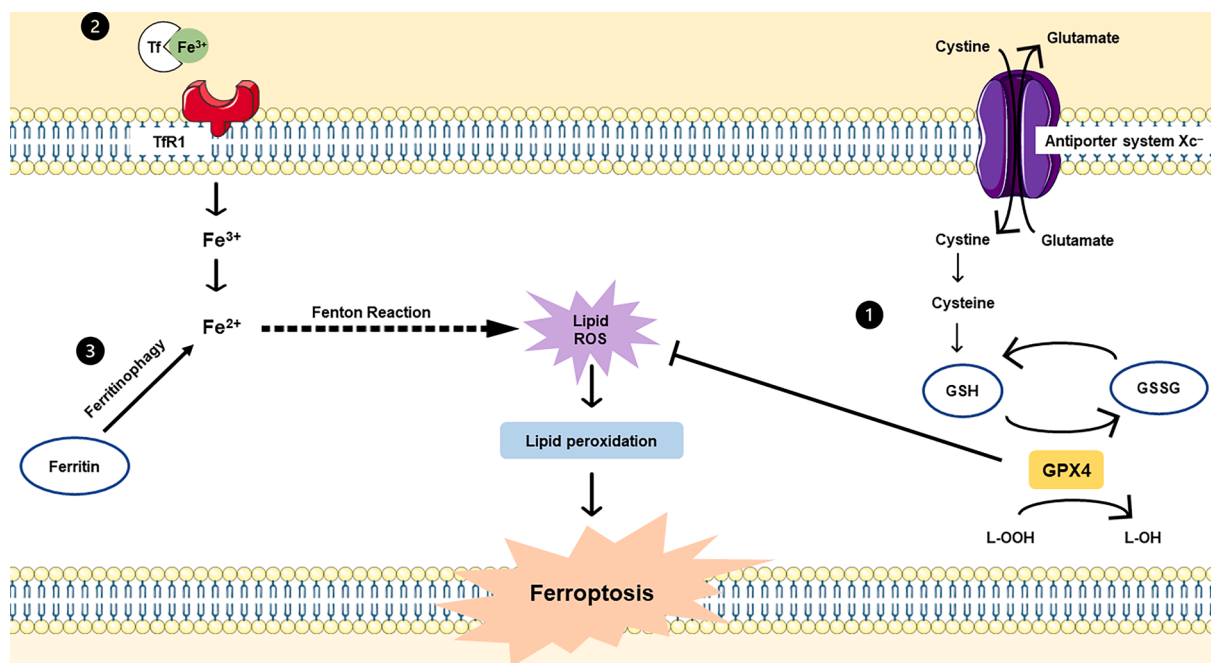 2
Tf
Fe³⁺
TfR1
Fe³⁺
Fe²⁺
3
Ferritinophagy
Ferritin
Fenton Reaction
Lipid
ROS
Lipid peroxidation
Ferroptosis
Cystine
Glutamate
Antiporter system Xc⁻
Cystine
Glutamate
Cysteine
1
GSH
GSSG
GPX4
L-OOH
L-OH